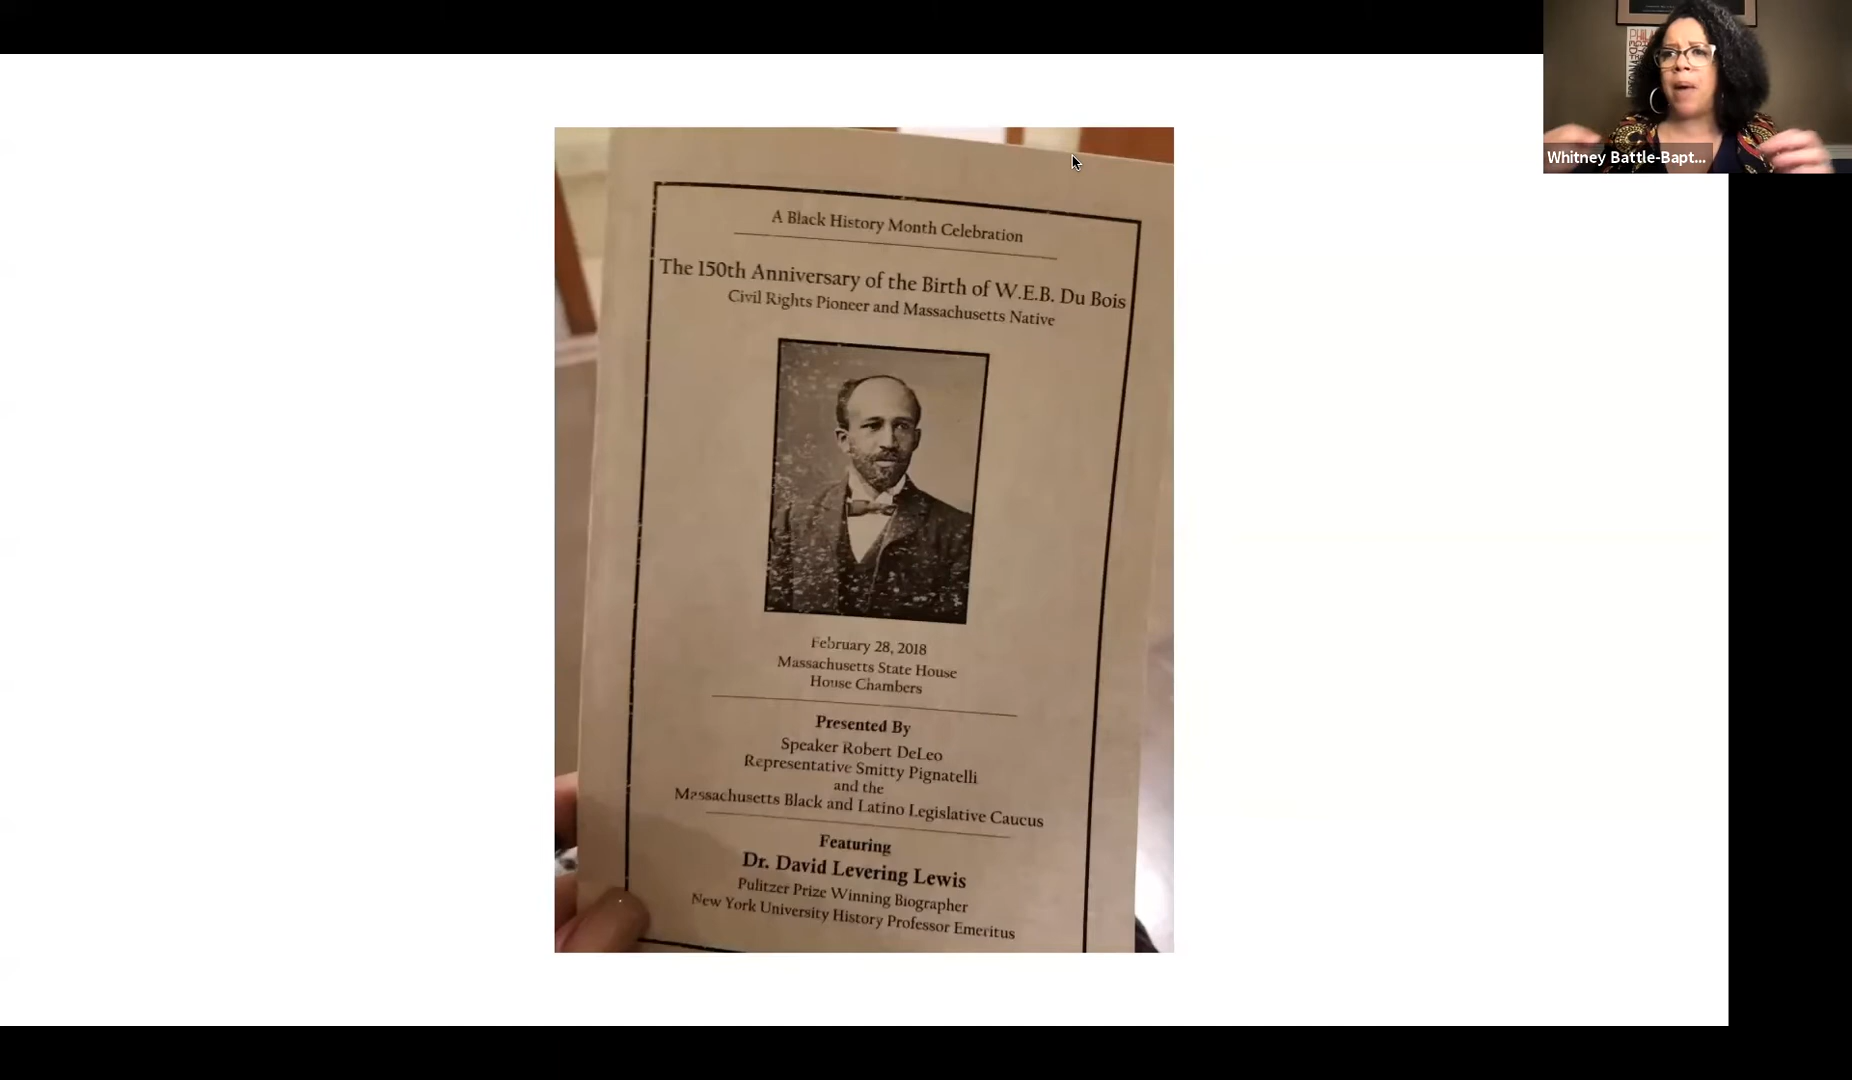 A Black History Month Celebration
The 150th Anniversary of the Birth of W.E.B. Du Bois
Civil Rights Pioneer and Massachusetts Native
February 28, 2018
Massachusetts State House
House Chambers
Presented By
Speaker Robert DeLeo
Representative Smitty Pignatelli
and the
Massachusetts Black and Latino Legislative Caucus
Featuring
Dr. David Levering Lewis
Pulitzer Prize Winning Biographer
New York University History Professor Emeritus
Whitney Battle-Bapt...